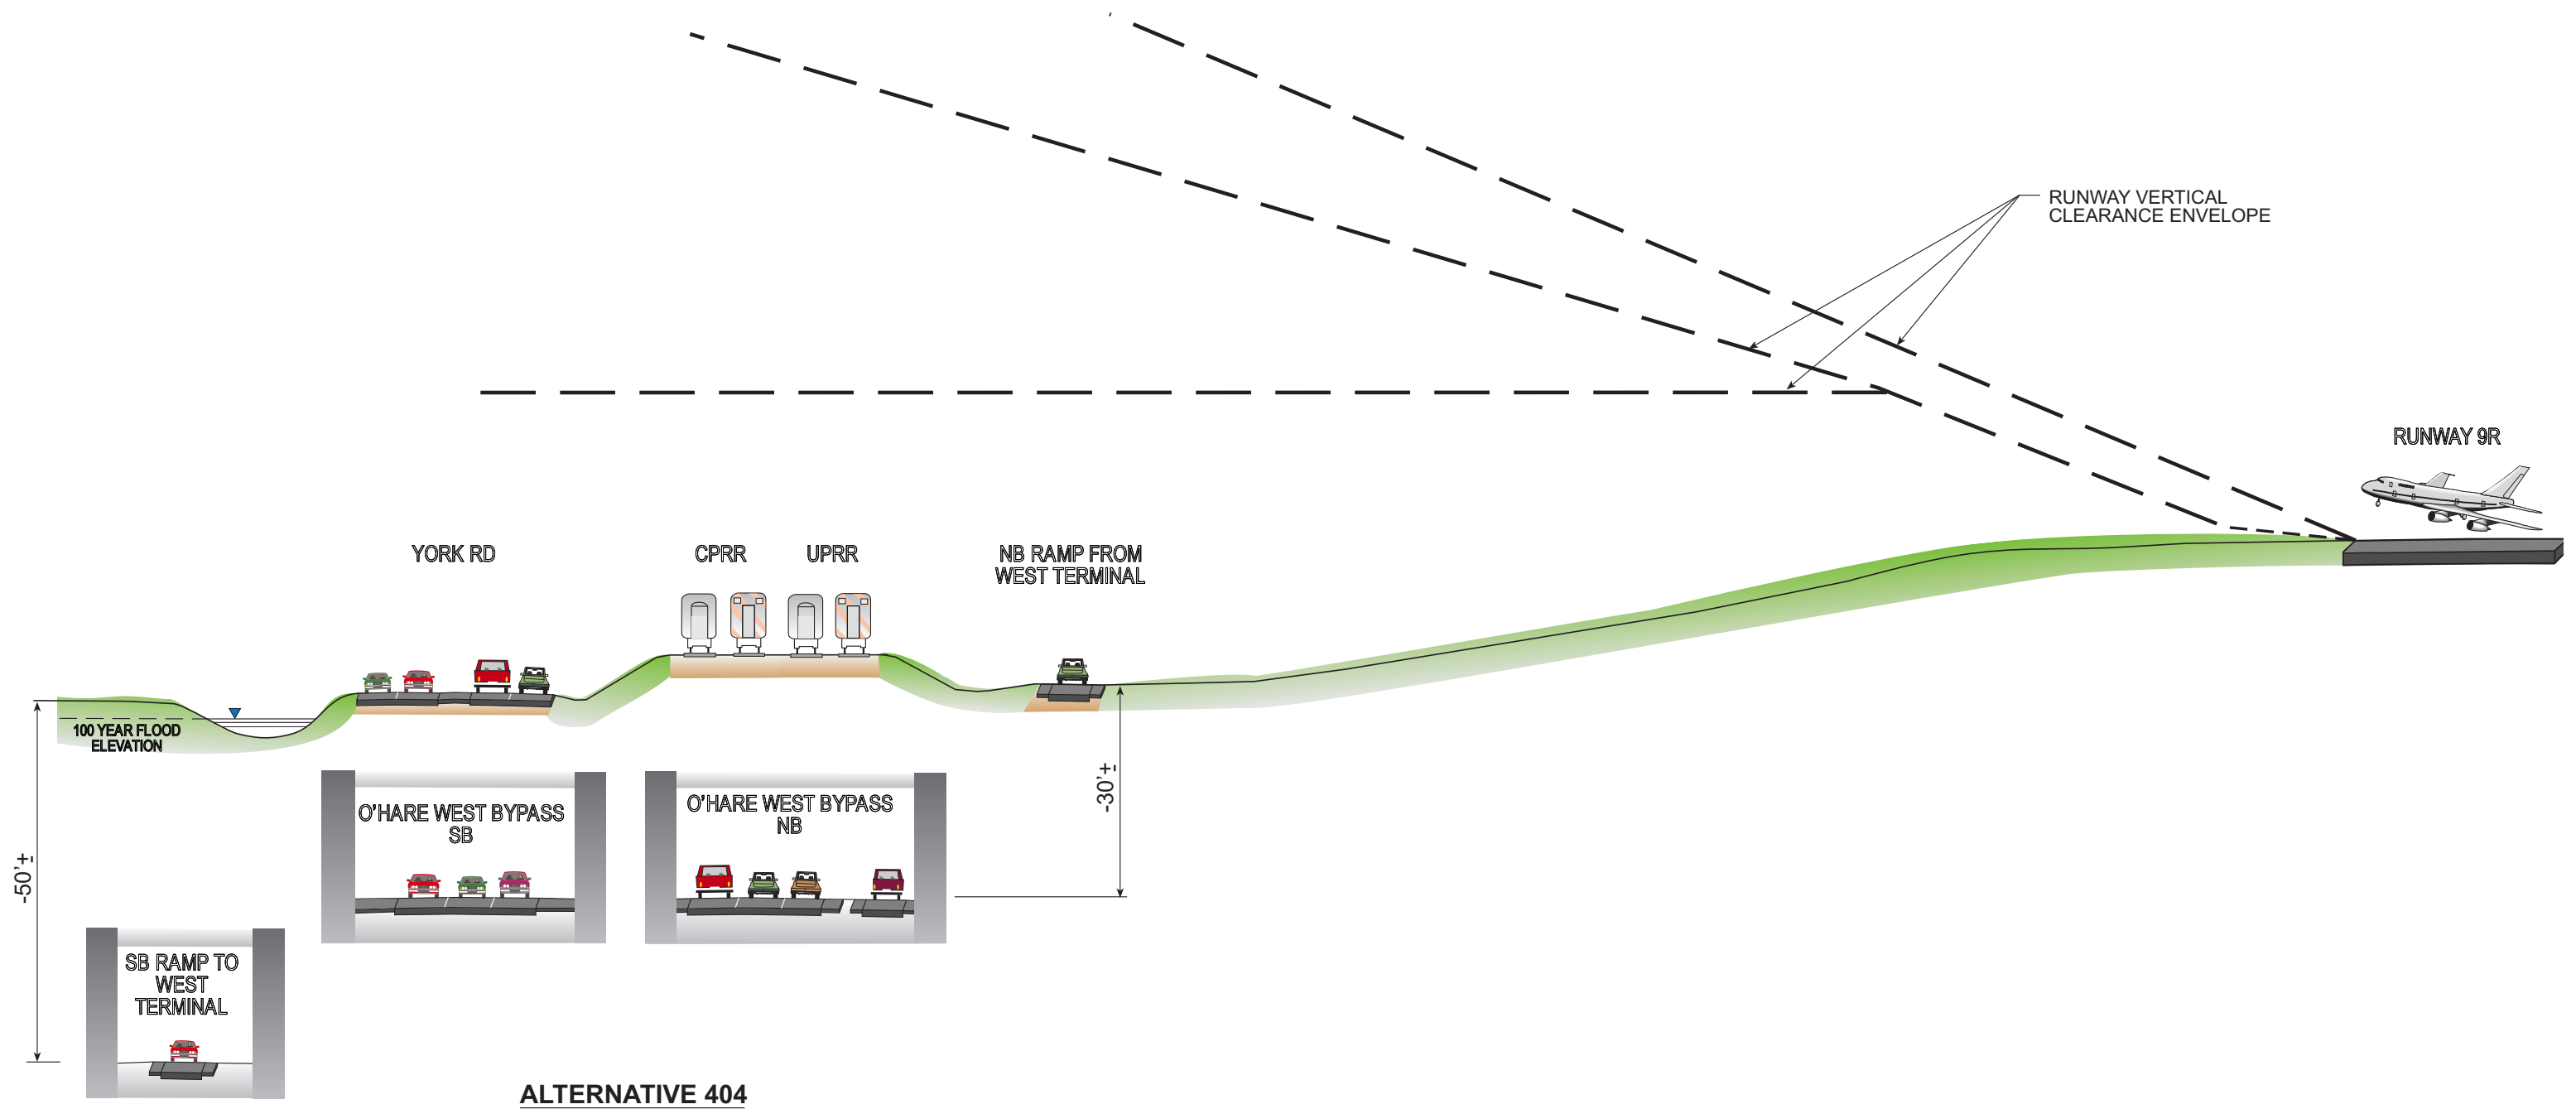 RUNWAY VERTICAL
CLEARANCE ENVELOPE
RUNWAY 9R
YORK RD
CPRR
UPRR
NB RAMP FROM
WEST TERMINAL
100 YEAR FLOOD
ELEVATION
-30'±
O'HARE WEST BYPASS
SB
O'HARE WEST BYPASS
NB
-50'±
SB RAMP TO
WEST
TERMINAL
ALTERNATIVE 404